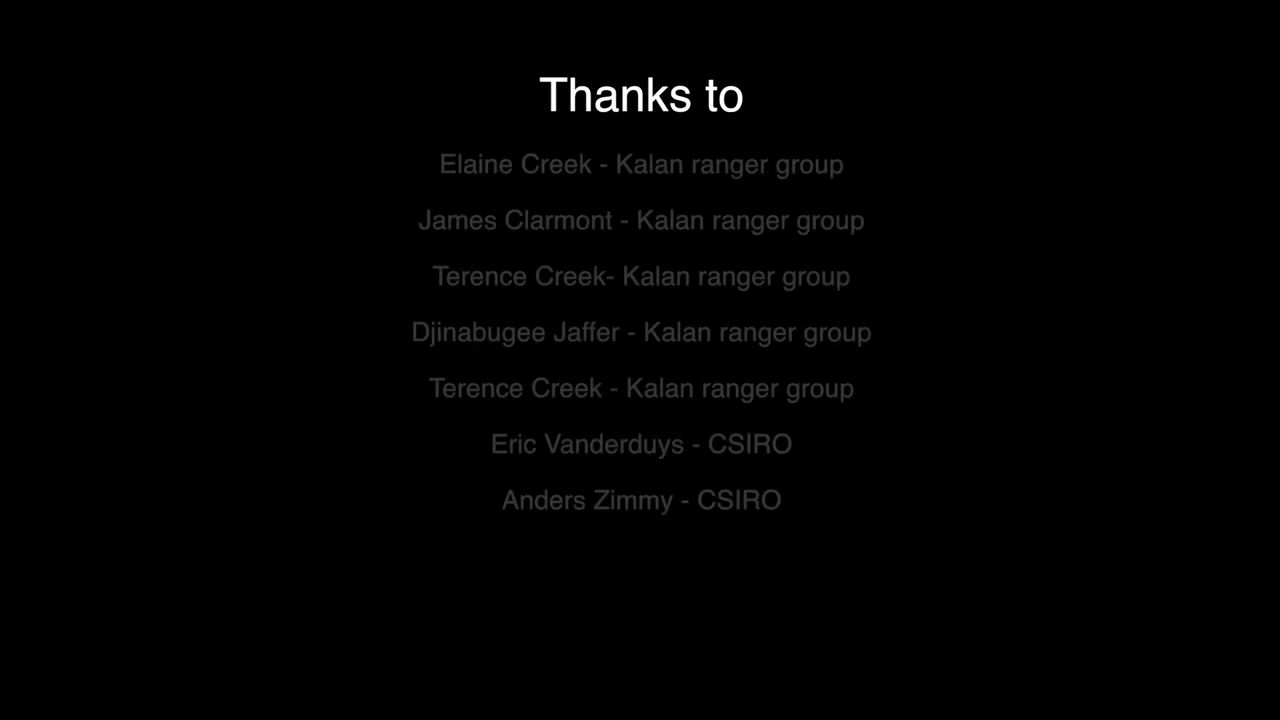 Thanks to
Elaine Creek - Kalan ranger group
James Clarmont - Kalan ranger group
Terence Creek- Kalan ranger group
Djinabugee Jaffer - Kalan ranger group
Terence Creek - Kalan ranger group
Eric Vanderduys - CSIRO
Anders Zimmy - CSIRO